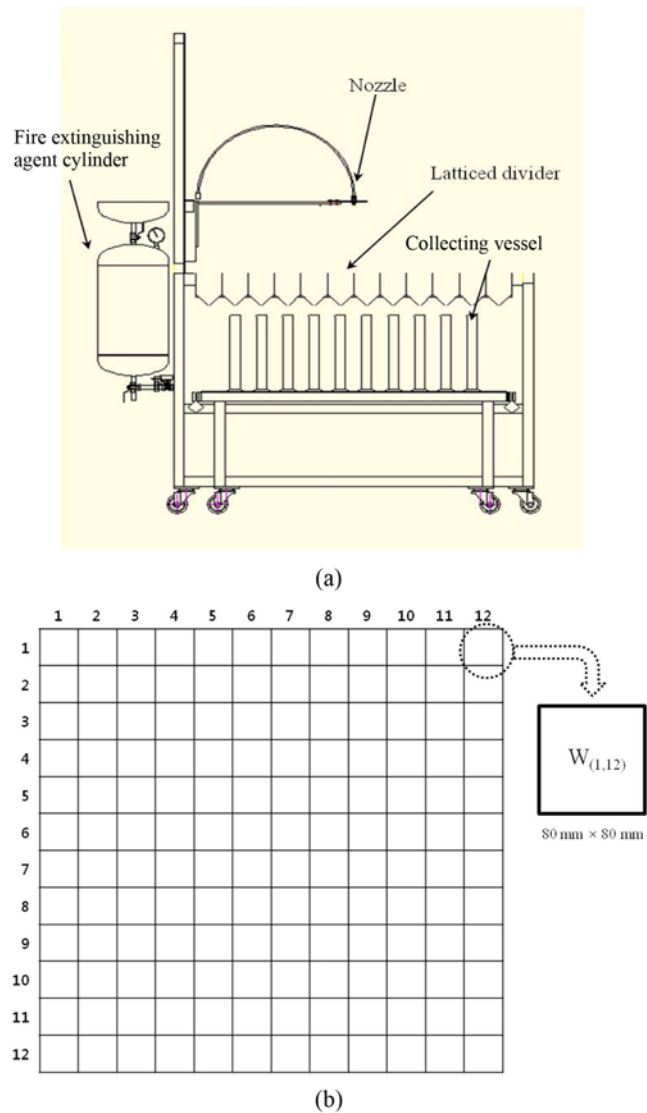 Nozzle
Fire extinguishing
agent cylinder
Latticed divider
Collecting vessel
(a)
1 2 3 4 5 6 7 8 9 10 11 12
1
2
3
4
5
6
7
8
9
10
11
12
W(1,12)
80 mm × 80 mm
(b)